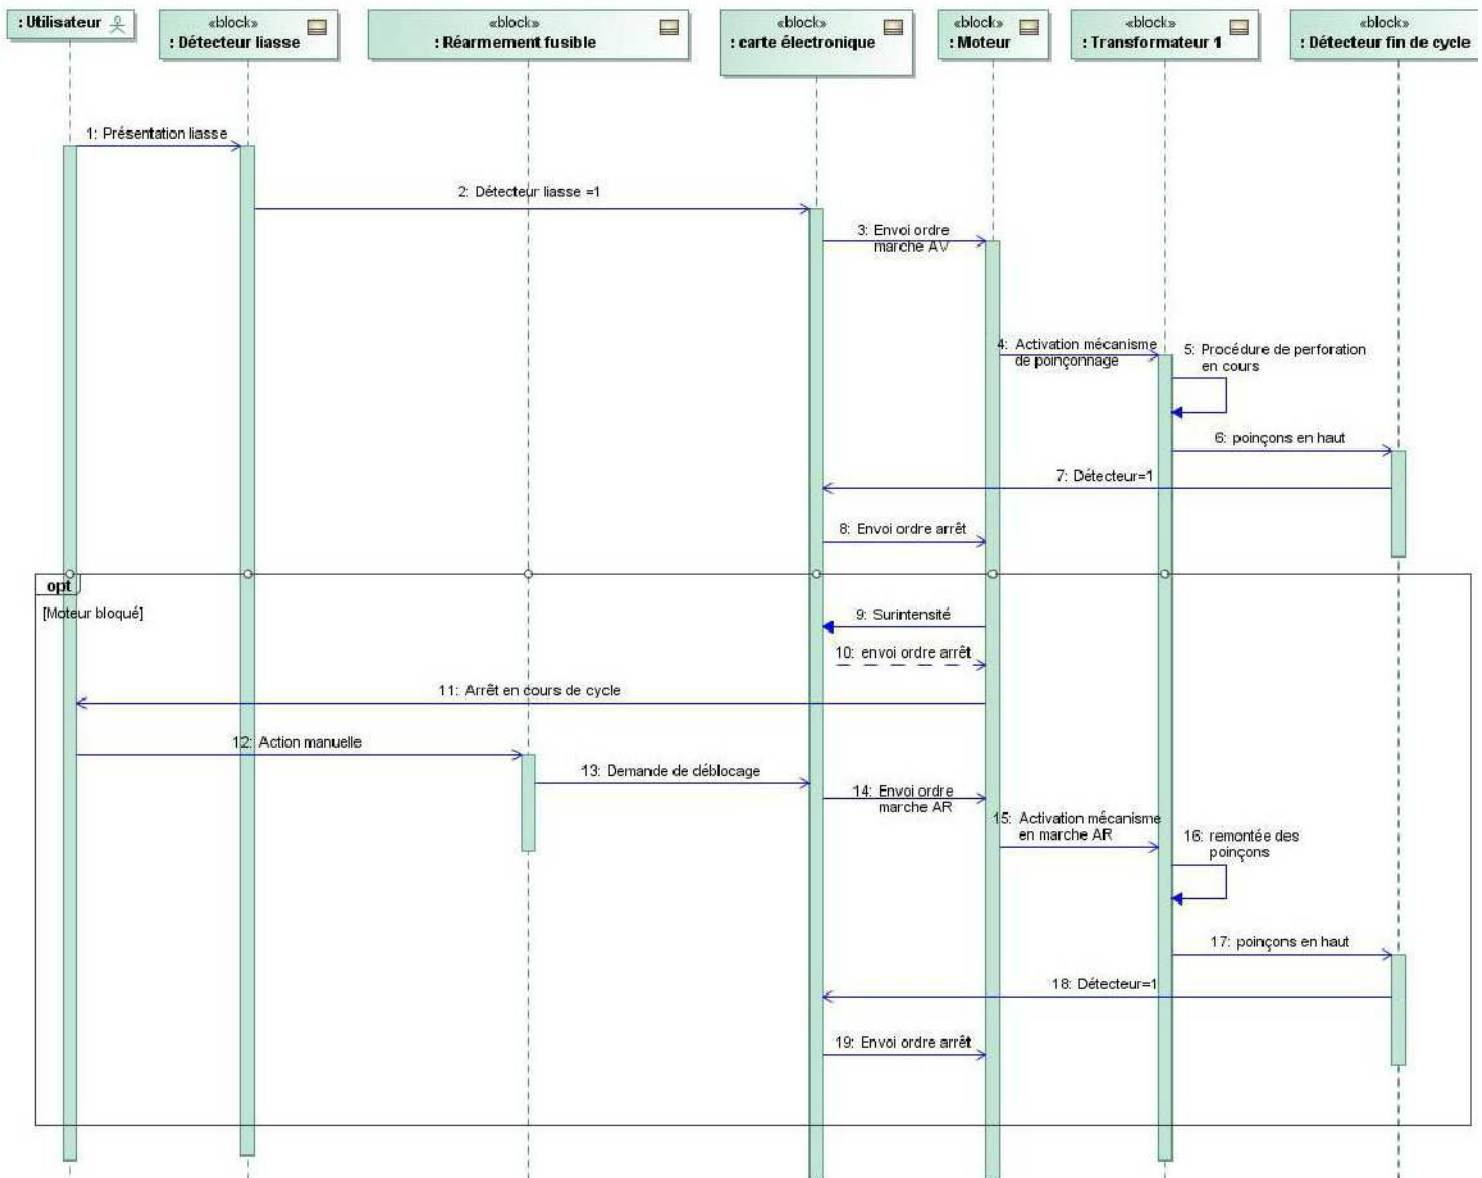 : Utilisateur
«block»
: Détecteur liasse
«block»
: Réarmement fusible
«block»
: carte électronique
«block»
: Moteur
«block»
: Transformateur 1
«block»
: Détecteur fin de cycle
1: Présentation liasse
2: Détecteur liasse =1
3: Envoi ordre
marche AV
4: Activation mécanisme
de poinçonnage
5: Procédure de perforation
en cours
6: poinçons en haut
7: Détecteur=1
8: Envoi ordre arrêt
opt
[Moteur bloqué]
9: Surintensité
10: envoi ordre arrêt
11: Arrêt en cours de cycle
12: Action manuelle
13: Demande de déblocage
14: Envoi ordre
marche AR
15: Activation mécanisme
en marche AR
16: remontée des
poinçons
17: poinçons en haut
18: Détecteur=1
19: Envoi ordre arrêt